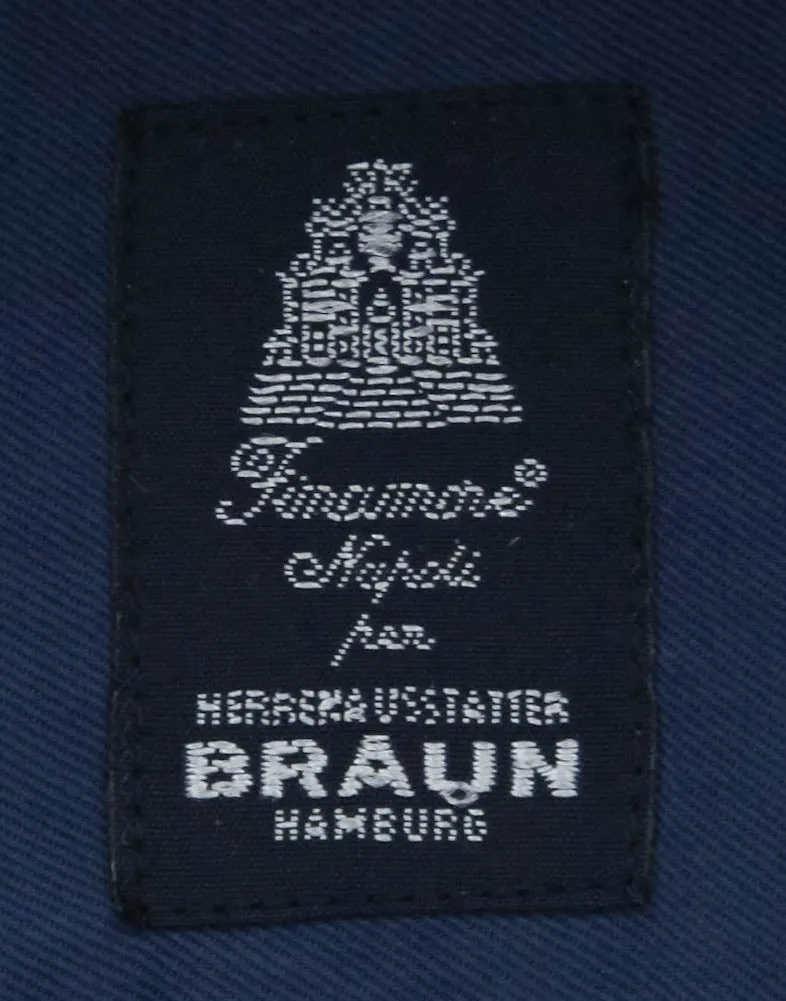 Finamore
Napoli
per
HERRENAUSSTATTER
BRAUN
HAMBURG